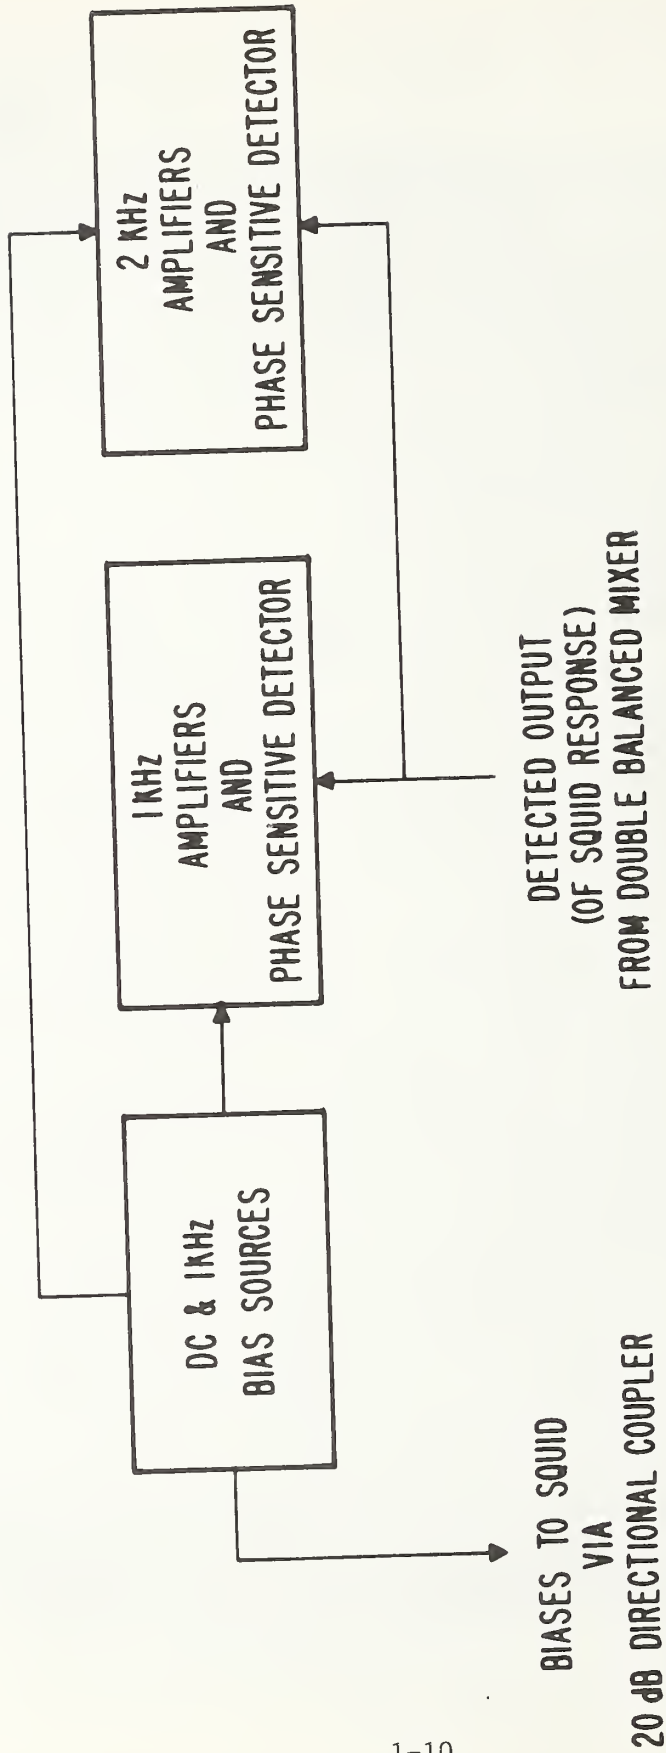 DC & 1KHz
BIAS SOURCES
1KHz
AMPLIFIERS
AND
PHASE SENSITIVE DETECTOR
2 KHz
AMPLIFIERS
AND
PHASE SENSITIVE DETECTOR
BIASES TO SQUID
VIA
20 dB DIRECTIONAL COUPLER
DETECTED OUTPUT
(OF SQUID RESPONSE)
FROM DOUBLE BALANCED MIXER
1-10